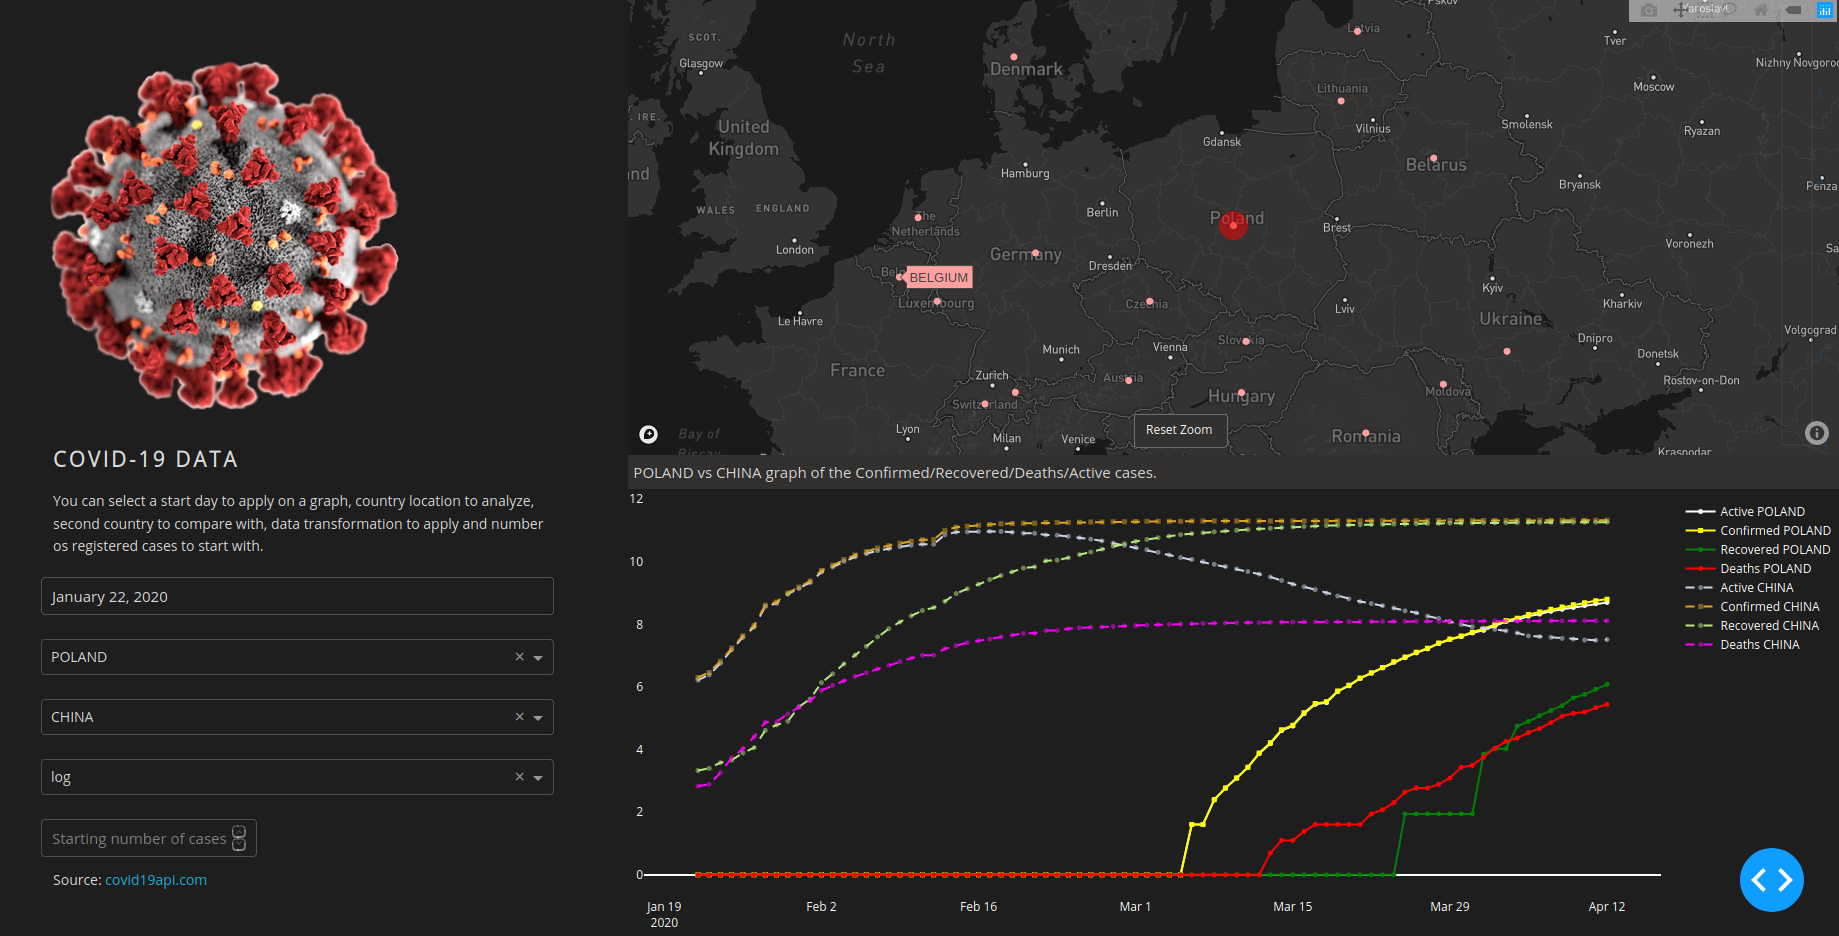 COVID-19 DATA
You can select a start day to apply on a graph, country location to analyze,
second country to compare with, data transformation to apply and number
os registered cases to start with.
January 22, 2020
POLAND
CHINA
log
Starting number of cases
Source: covid19api.com
Pskov
Yaroslavl
SCOT.
North
Sea
Glasgow
Denmark
Latvia
Tver
Nizhny Novgoro
Moscow
Lithuania
. IRE.
United
Kingdom
Gdansk
Vilnius
Smolensk
Ryazan
nd
Hamburg
Belarus
Bryansk
Penza
WALES
ENGLAND
The
Netherlands
Berlin
Poland
Brest
London
Germany
Dresden
Voronezh
Sa
Belg
BELGIUM
Luxembourg
Czechia
Kyiv
Kharkiv
Lviv
Ukraine
Le Havre
Volgograd
Munich
Vienna
Slovakia
Dnipro
Donetsk
France
Zurich
Austria
Rostov-on-Don
Switzerland
Hungary
Moldova
Lyon
Milan
Venice
Reset Zoom
Romania
Bay of
Biscay
Krasnodar
POLAND vs CHINA graph of the Confirmed/Recovered/Deaths/Active cases.
12
10
8
6
4
2
0
Jan 19
2020
Feb 2
Feb 16
Mar 1
Mar 15
Mar 29
Apr 12
Active POLAND
Confirmed POLAND
Recovered POLAND
Deaths POLAND
Active CHINA
Confirmed CHINA
Recovered CHINA
Deaths CHINA